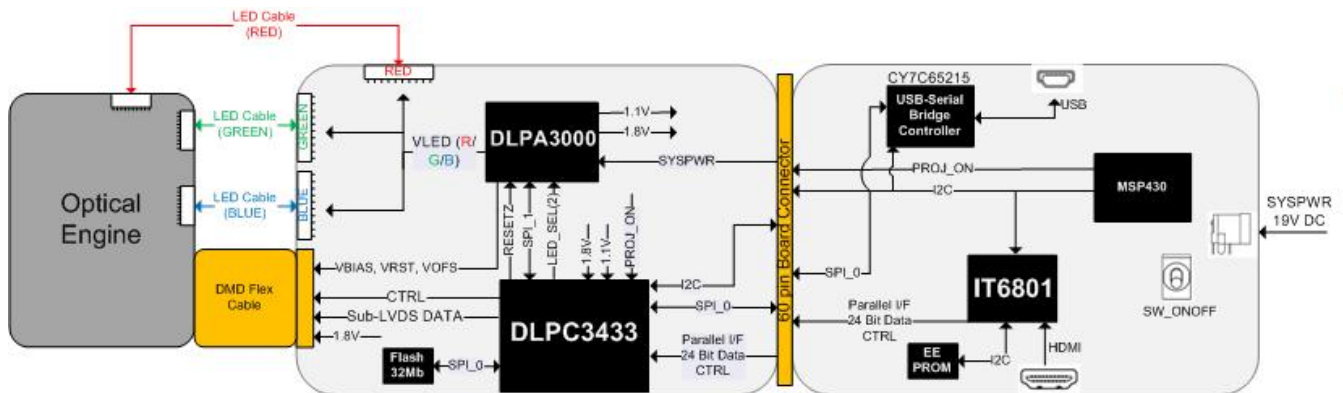 LED Cable
(RED)
RED
CY7C65215
USB-Serial
Bridge
Controller
USB
LED Cable
(GREEN)
GREEN
VLED (R/
G/B)
DLPA3000
1.1V
1.8V
SYSPWR
PROJ_ON
I2C
MSP430
Optical
Engine
LED Cable
(BLUE)
BLUE
RESETZ
SPI_1
LED_SEL(2)
1.8V
1.1V
PROJ_ON
60 pin Board Connector
SYSPWR
19V DC
DMD Flex
Cable
VBIAS, VRST, VOFS
CTRL
Sub-LVDS DATA
1.8V
DLPC3433
I2C
SPI_0
Parallel I/F
24 Bit Data
CTRL
Flash
32Mb
SPI_0
SPI_0
IT6801
Parallel I/F
24 Bit Data
CTRL
SW_ONOFF
EE
PROM
I2C
HDMI